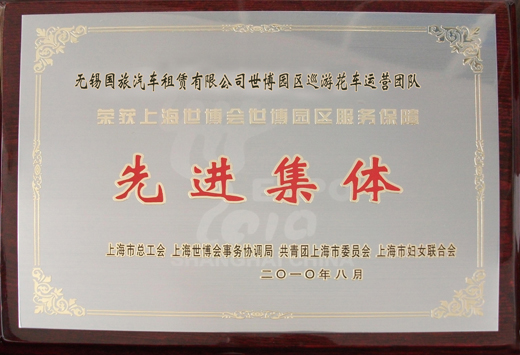 无锡国旅汽车租赁有限公司世博园区巡游花车运营团队
荣获上海世博会世博园区服务保障
先进集体
EXPO
2010
SHANGHAI CHINA
上海市总工会 上海世博会事务协调局 共青团上海市委员会 上海市妇女联合会
二〇一〇年八月